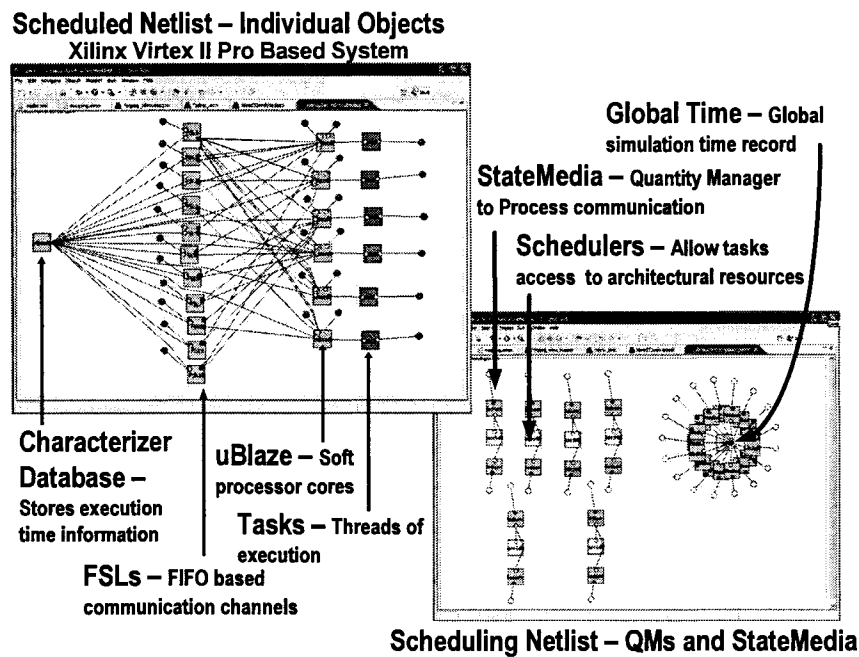 Scheduled Netlist – Individual Objects
Xilinx Virtex II Pro Based System
Global Time – Global
simulation time record
StateMedia – Quantity Manager
to Process communication
Schedulers – Allow tasks
access to architectural resources
Characterizer
Database –
Stores execution
time information
uBlaze – Soft
processor cores
Tasks – Threads of
execution
FSLs – FIFO based
communication channels
Scheduling Netlist – QMs and StateMedia